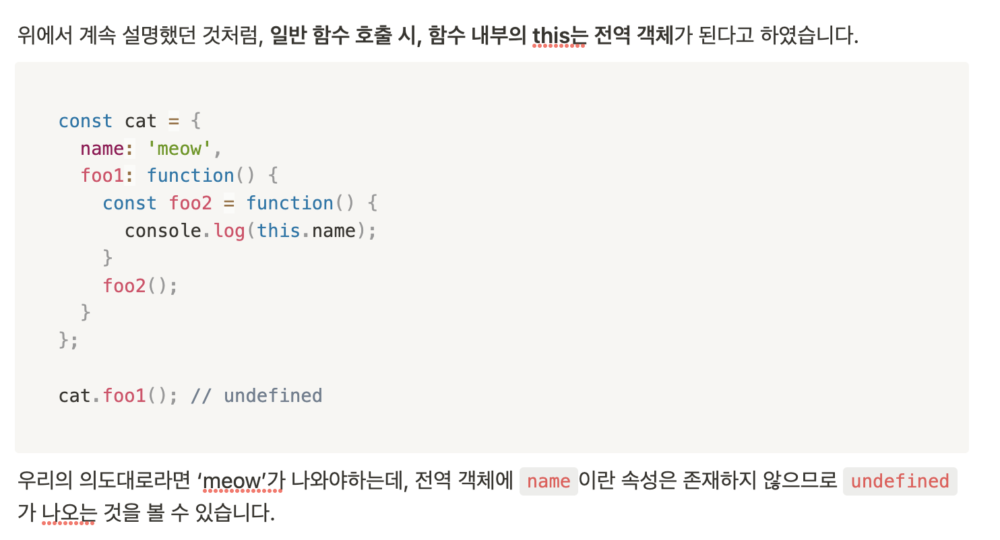 위에서 계속 설명했던 것처럼, 일반 함수 호출 시, 함수 내부의 this는 전역 객체가 된다고 하였습니다.
const cat = {
  name: 'meow',
  foo1: function() {
    const foo2 = function() {
      console.log(this.name);
    }
    foo2();
  }
};
cat.foo1(); // undefined
우리의 의도대로라면 ‘meow’가 나와야하는데, 전역 객체에 name 이란 속성은 존재하지 않으므로 undefined
가 나오는 것을 볼 수 있습니다.